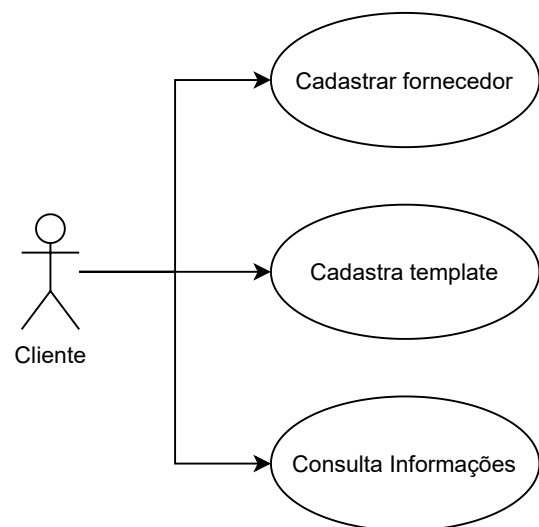 Cadastrar fornecedor
Cadastra template
Cliente
Consulta Informações